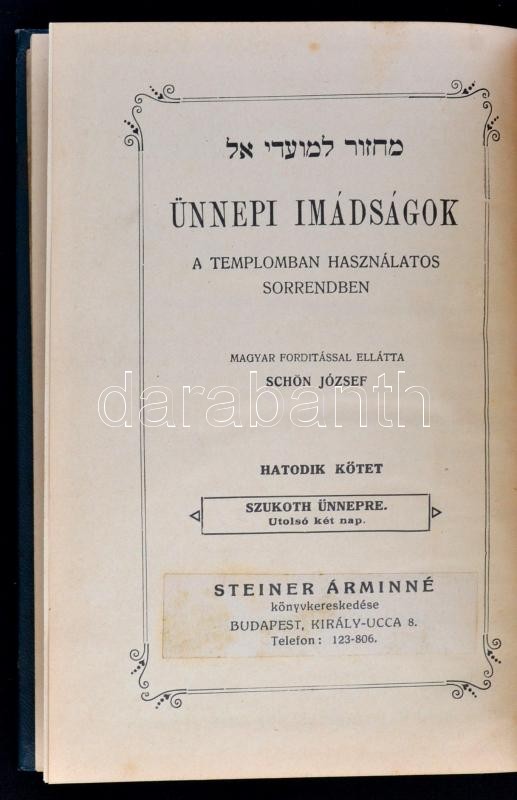 מחזור למועדי אל
ÜNNEPI IMÁDSÁGOK
A TEMPLOMBAN HASZNÁLATOS
SORRENDBEN
MAGYAR FORDITÁSSAL ELLÁTTA
SCHÖN JÓZSEF
darabanth
HATODIK KÖTET
SZUKOTH ÜNNEPRE.
Utolsó két nap.
STEINER ÁRMINNÉ
könyvkereskedése
BUDAPEST, KIRÁLY-UCCA 8.
Telefon: 123-806.